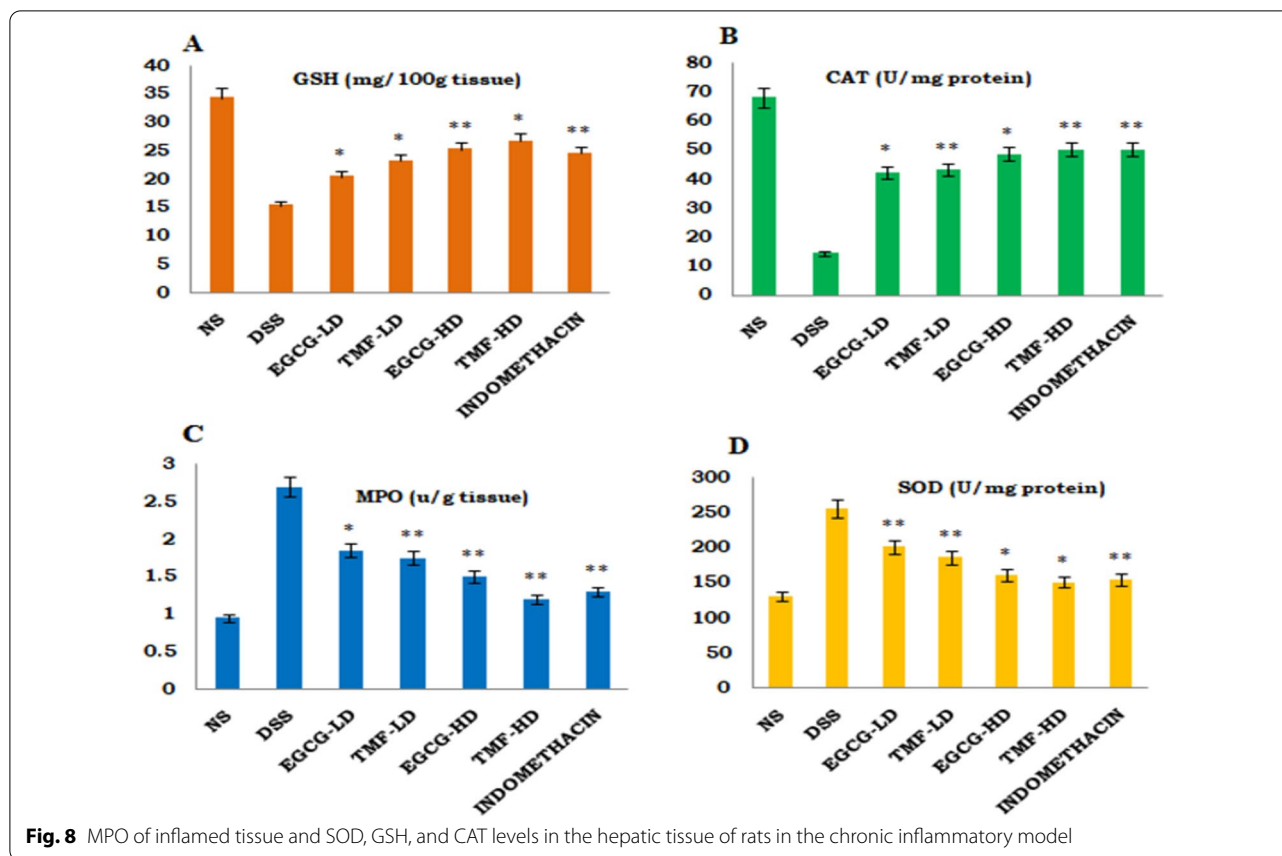 A
GSH (mg/100g tissue)
40
35
30
25
20
15
10
5
0
* * ** * **
NS DSS EGCG-LD TMF-LD EGCG-HD TMF-HD INDOMETHACIN
B
CAT (U/mg protein)
80
70
60
50
40
30
20
10
0
* ** * ** **
NS DSS EGCG-LD TMF-LD EGCG-HD TMF-HD INDOMETHACIN
C
MPO (u/g tissue)
3
2.5
2
1.5
1
0.5
0
* ** ** ** **
NS DSS EGCG-LD TMF-LD EGCG-HD TMF-HD INDOMETHACIN
D
SOD (U/mg protein)
300
250
200
150
100
50
0
** ** * * **
NS DSS EGCG-LD TMF-LD EGCG-HD TMF-HD INDOMETHACIN
Fig. 8 MPO of inflamed tissue and SOD, GSH, and CAT levels in the hepatic tissue of rats in the chronic inflammatory model